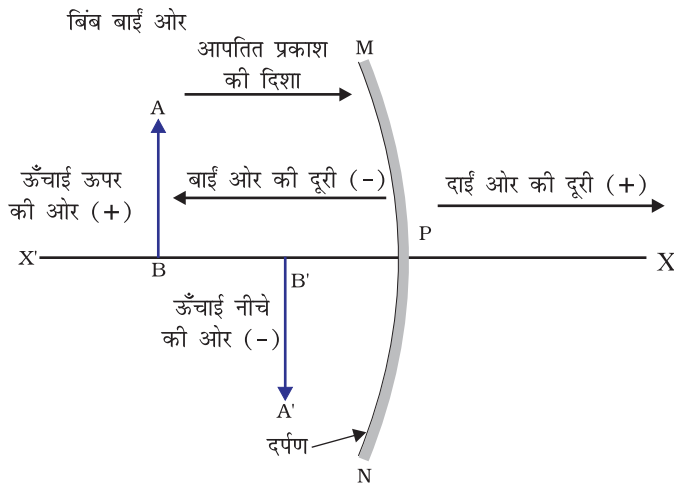 बिंब बाईं ओर
आपतित प्रकाश
की दिशा
M
A
ऊँचाई ऊपर
की ओर (+)
बाईं ओर की दूरी (−)
दाईं ओर की दूरी (+)
P
X'
B
B'
X
ऊँचाई नीचे
की ओर (−)
A'
दर्पण
N